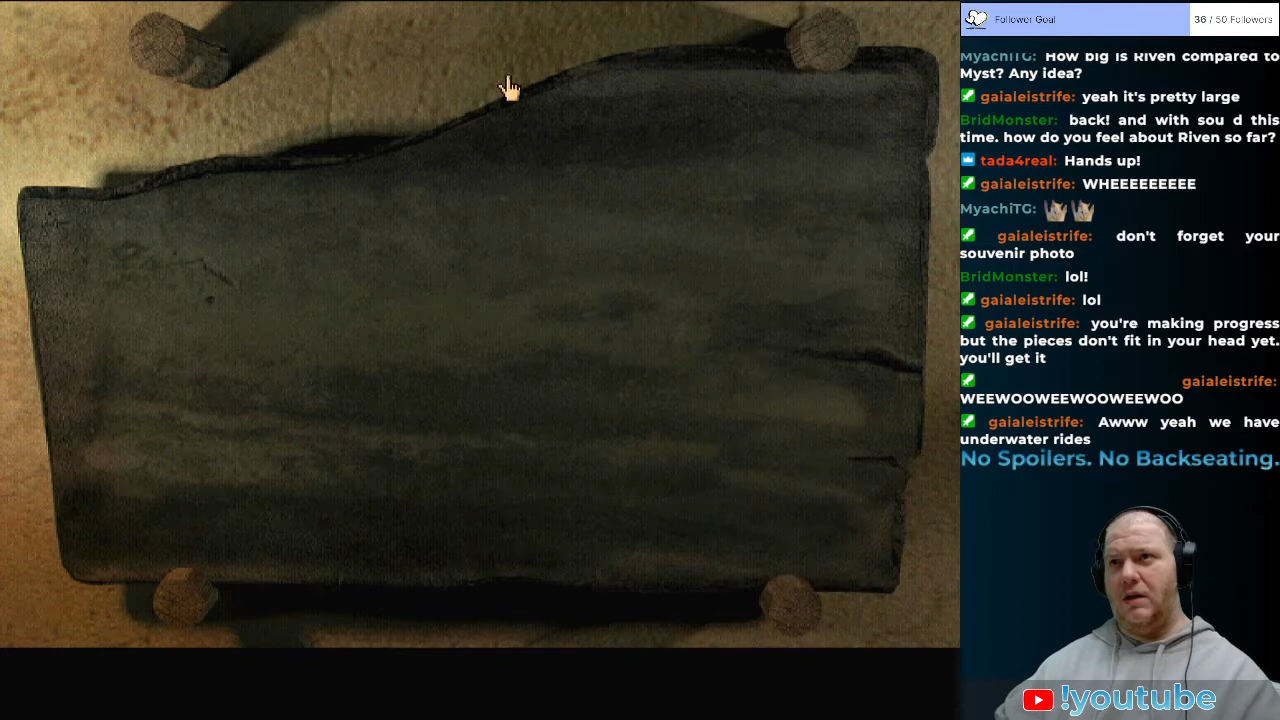 Follower Goal
36 / 50 Followers
MyachiTG: How big is Riven compared to
Myst? Any idea?
gaialeistrife: yeah it's pretty large
BridMonster: back! and with sou d this
time. how do you feel about Riven so far?
tada4real: Hands up!
gaialeistrife: WHEEEEEEEEE
MyachiTG:
gaialeistrife: don't forget your
souvenir photo
BridMonster: lol!
gaialeistrife: lol
gaialeistrife: you're making progress
but the pieces don't fit in your head yet.
you'll get it
gaialeistrife:
WEEWOOWEEWOOWEEWOO
gaialeistrife: Awww yeah we have
underwater rides
No Spoilers. No Backseating.
!youtube